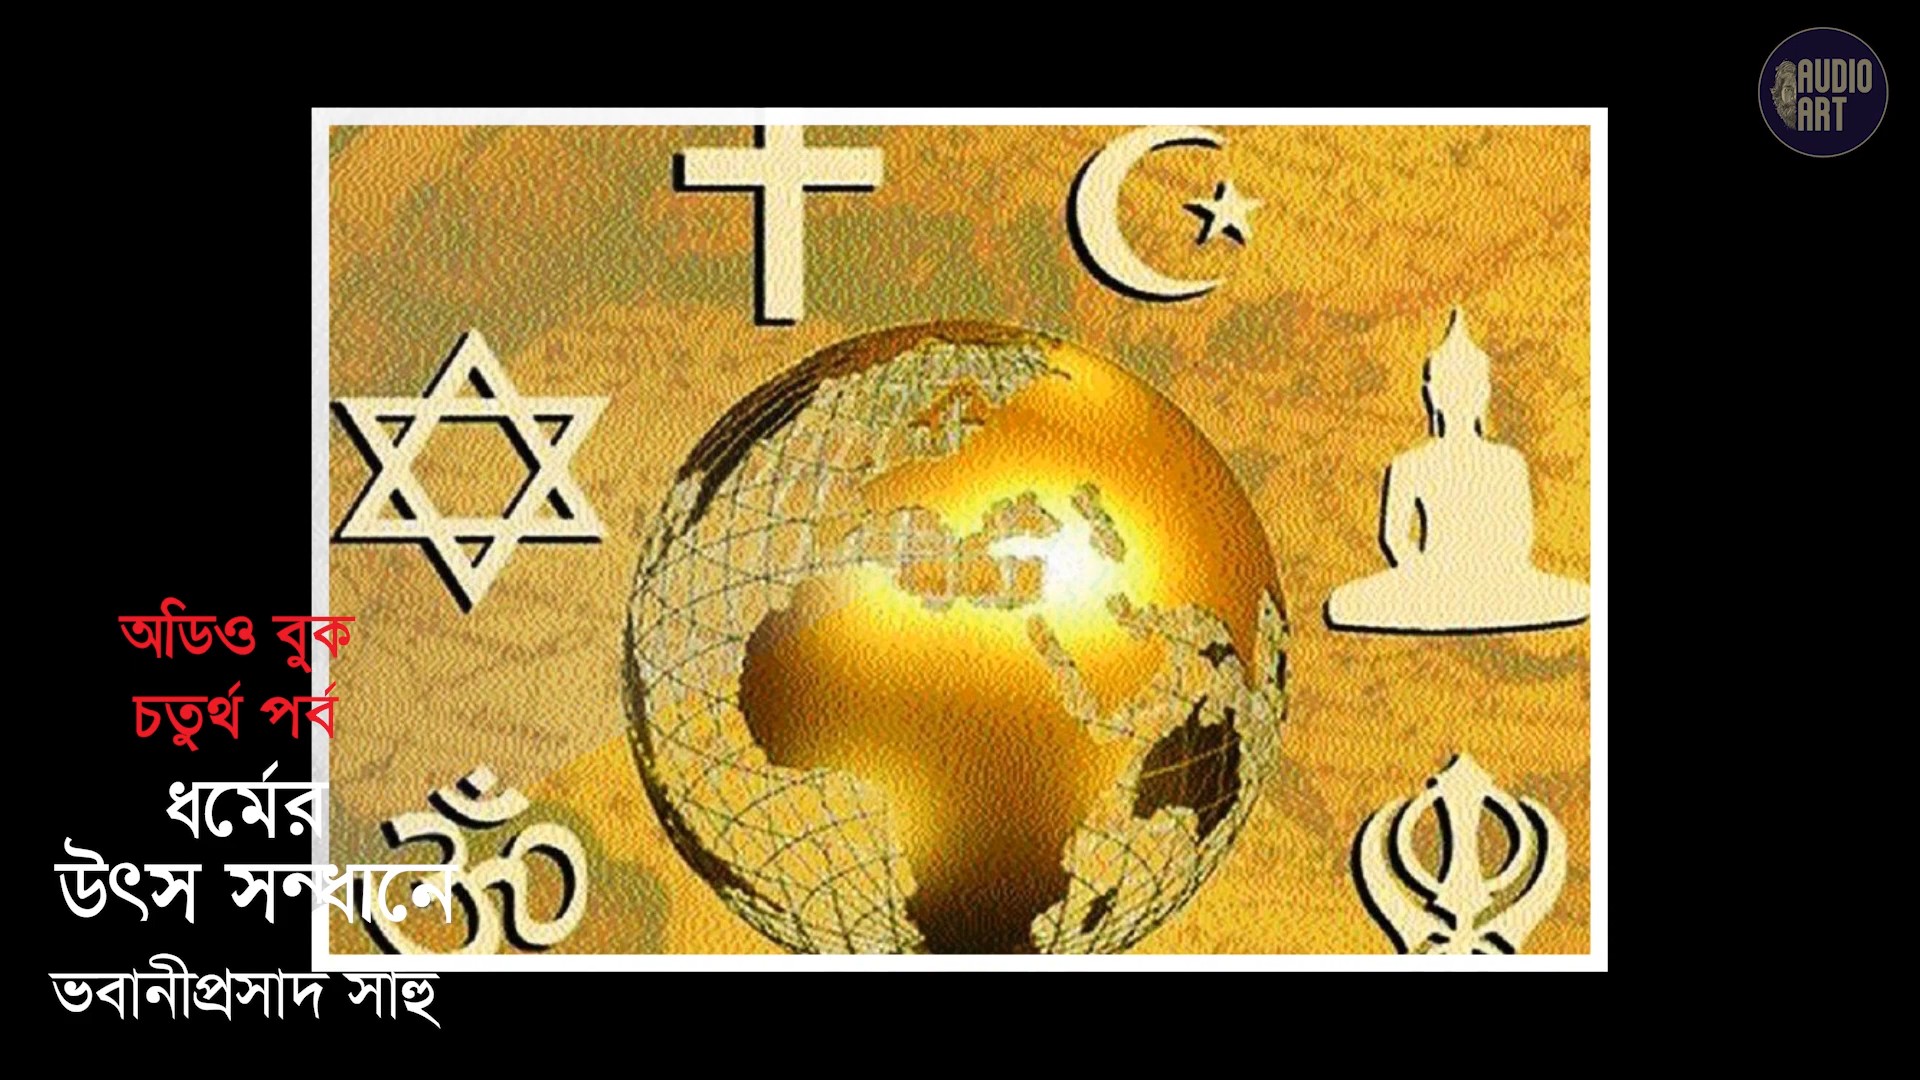 AUDIO
ART
অডিও বুক
চতুর্থ পর্ব
ধর্মের
উৎস সন্ধানে
ভবানীপ্রসাদ সাহু